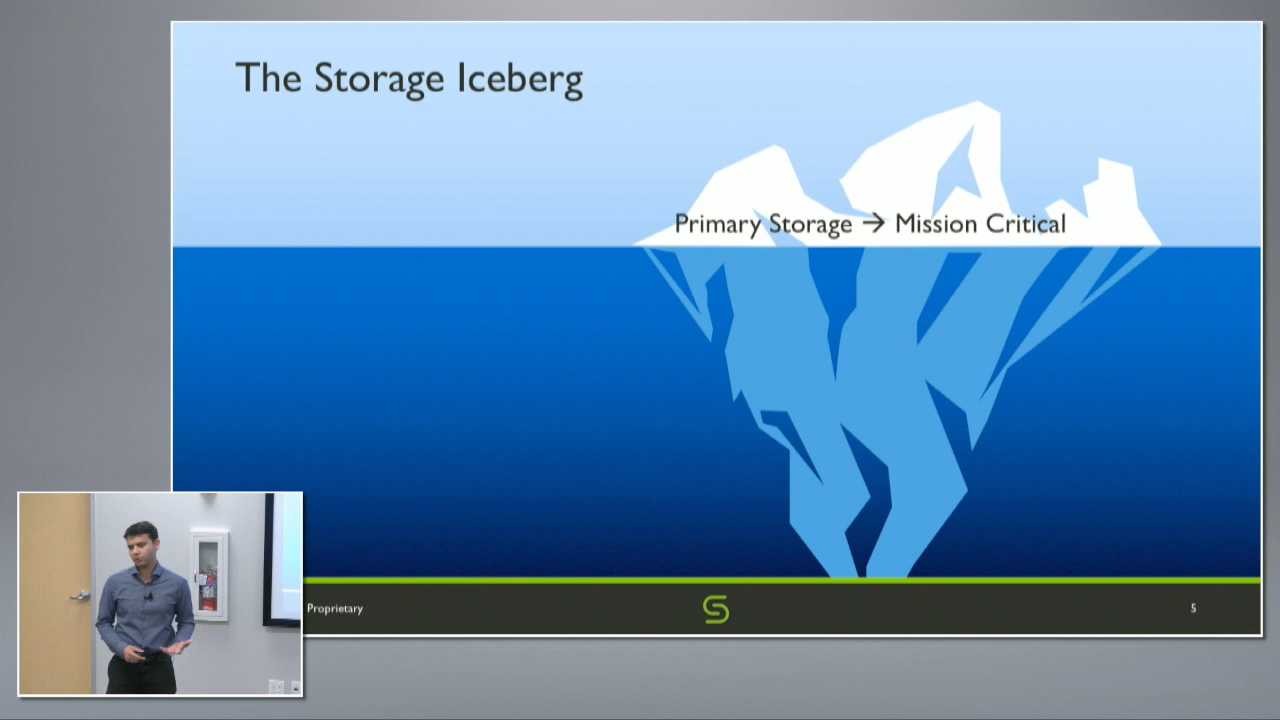 The Storage Iceberg
Primary Storage → Mission Critical
Proprietary
5